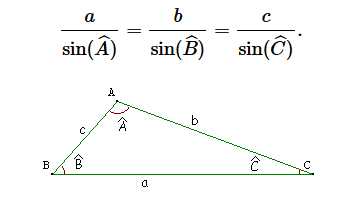 a/sin(Â) = b/sin(B̂) = c/sin(Ĉ).
A
Â
c
b
B
B̂
Ĉ
C
a